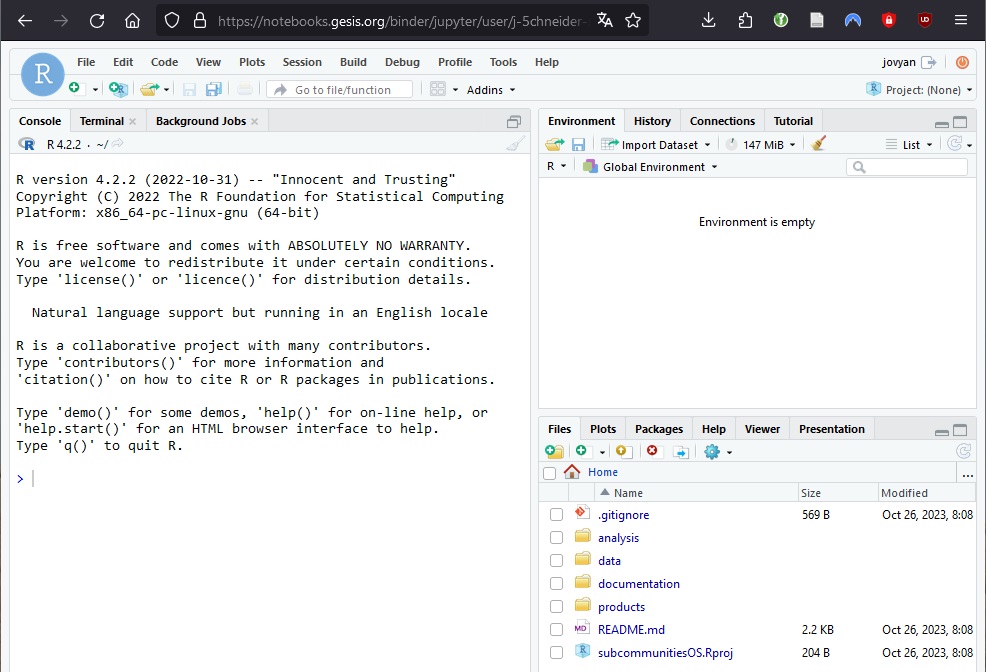 https://notebooks.gesis.org/binder/jupyter/user/j-5chneider-
R
File Edit Code View Plots Session Build Debug Profile Tools Help
jovyan
Go to file/function
Addins
Project: (None)
Console Terminal Background Jobs
R 4.2.2 · ~/
R version 4.2.2 (2022-10-31) -- "Innocent and Trusting"
Copyright (C) 2022 The R Foundation for Statistical Computing
Platform: x86_64-pc-linux-gnu (64-bit)
R is free software and comes with ABSOLUTELY NO WARRANTY.
You are welcome to redistribute it under certain conditions.
Type 'license()' or 'licence()' for distribution details.
Natural language support but running in an English locale
R is a collaborative project with many contributors.
Type 'contributors()' for more information and
'citation()' on how to cite R or R packages in publications.
Type 'demo()' for some demos, 'help()' for on-line help, or
'help.start()' for an HTML browser interface to help.
Type 'q()' to quit R.
>
Environment History Connections Tutorial
Import Dataset 147 MiB List
R Global Environment
Environment is empty
Files Plots Packages Help Viewer Presentation
Home ...
Name Size Modified
.gitignore 569 B Oct 26, 2023, 8:08
analysis
data
documentation
products
MD README.md 2.2 KB Oct 26, 2023, 8:08
R subcommunitiesOS.Rproj 204 B Oct 26, 2023, 8:08